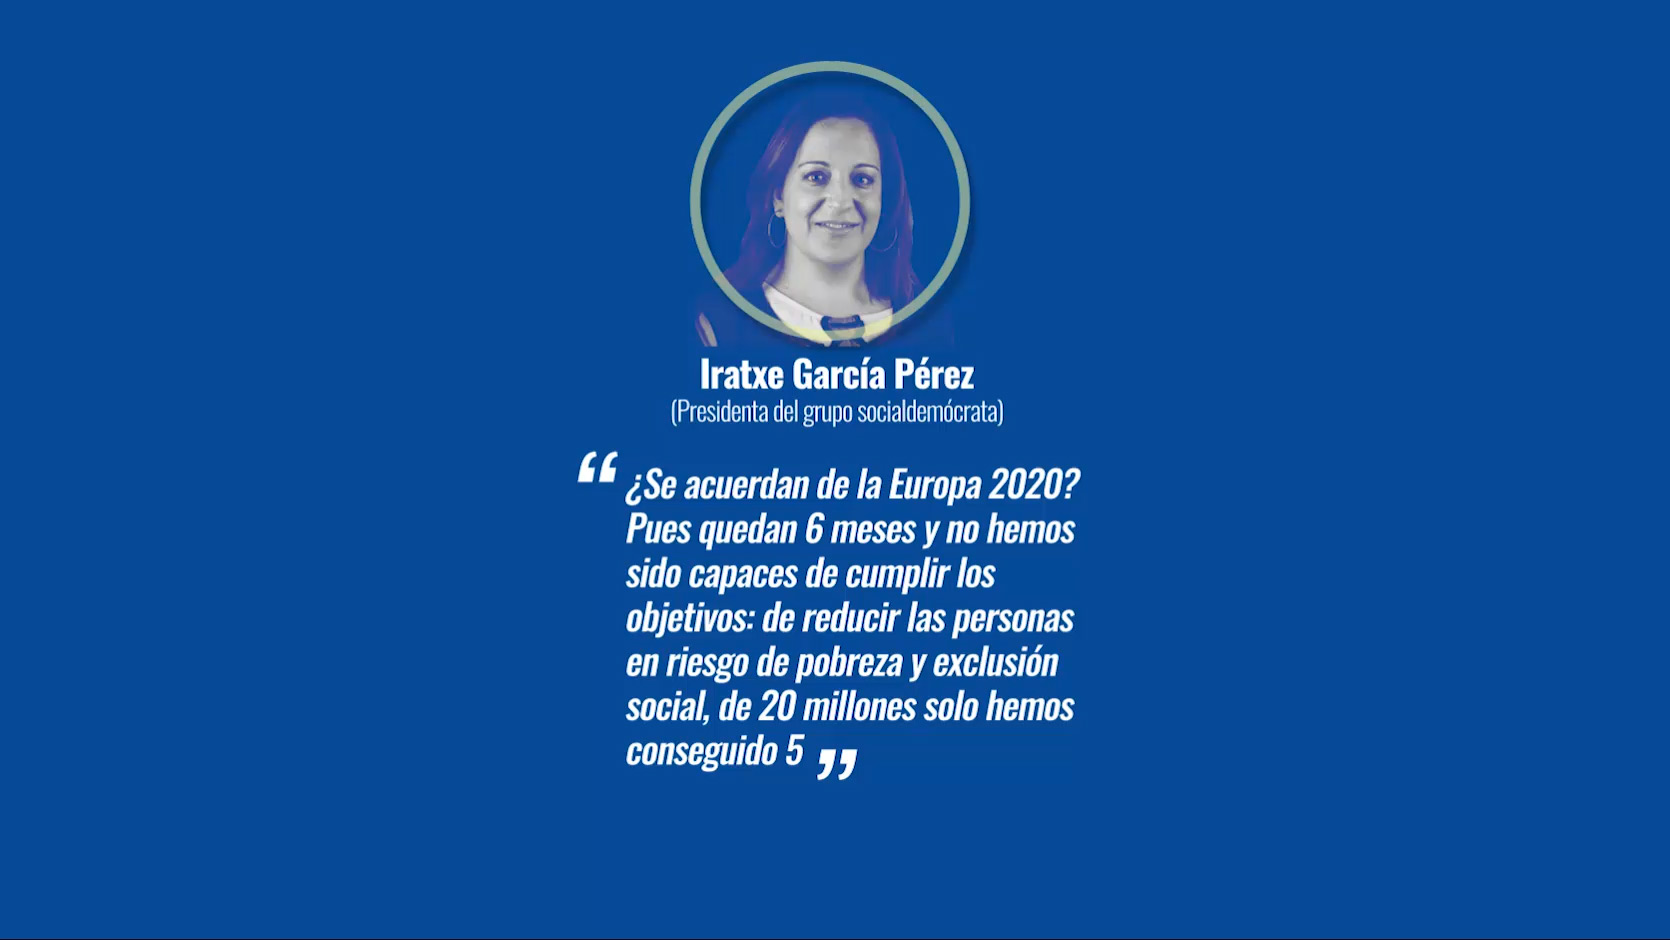 Iratxe García Pérez
(Presidenta del grupo socialdemócrata)
“ ¿Se acuerdan de la Europa 2020?
Pues quedan 6 meses y no hemos
sido capaces de cumplir los
objetivos: de reducir las personas
en riesgo de pobreza y exclusión
social, de 20 millones solo hemos
conseguido 5 ”